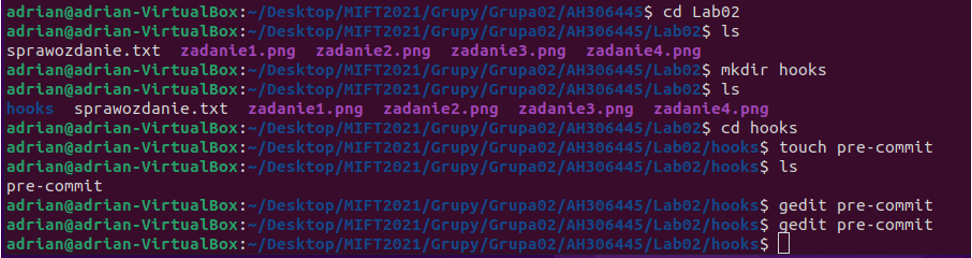 adrian@adrian-VirtualBox:~/Desktop/MIFT2021/Grupy/Grupa02/AH306445$ cd Lab02
adrian@adrian-VirtualBox:~/Desktop/MIFT2021/Grupy/Grupa02/AH306445/Lab02$ ls
sprawozdanie.txt  zadanie1.png  zadanie2.png  zadanie3.png  zadanie4.png
adrian@adrian-VirtualBox:~/Desktop/MIFT2021/Grupy/Grupa02/AH306445/Lab02$ mkdir hooks
adrian@adrian-VirtualBox:~/Desktop/MIFT2021/Grupy/Grupa02/AH306445/Lab02$ ls
hooks  sprawozdanie.txt  zadanie1.png  zadanie2.png  zadanie3.png  zadanie4.png
adrian@adrian-VirtualBox:~/Desktop/MIFT2021/Grupy/Grupa02/AH306445/Lab02$ cd hooks
adrian@adrian-VirtualBox:~/Desktop/MIFT2021/Grupy/Grupa02/AH306445/Lab02/hooks$ touch pre-commit
adrian@adrian-VirtualBox:~/Desktop/MIFT2021/Grupy/Grupa02/AH306445/Lab02/hooks$ ls
pre-commit
adrian@adrian-VirtualBox:~/Desktop/MIFT2021/Grupy/Grupa02/AH306445/Lab02/hooks$ gedit pre-commit
adrian@adrian-VirtualBox:~/Desktop/MIFT2021/Grupy/Grupa02/AH306445/Lab02/hooks$ gedit pre-commit
adrian@adrian-VirtualBox:~/Desktop/MIFT2021/Grupy/Grupa02/AH306445/Lab02/hooks$